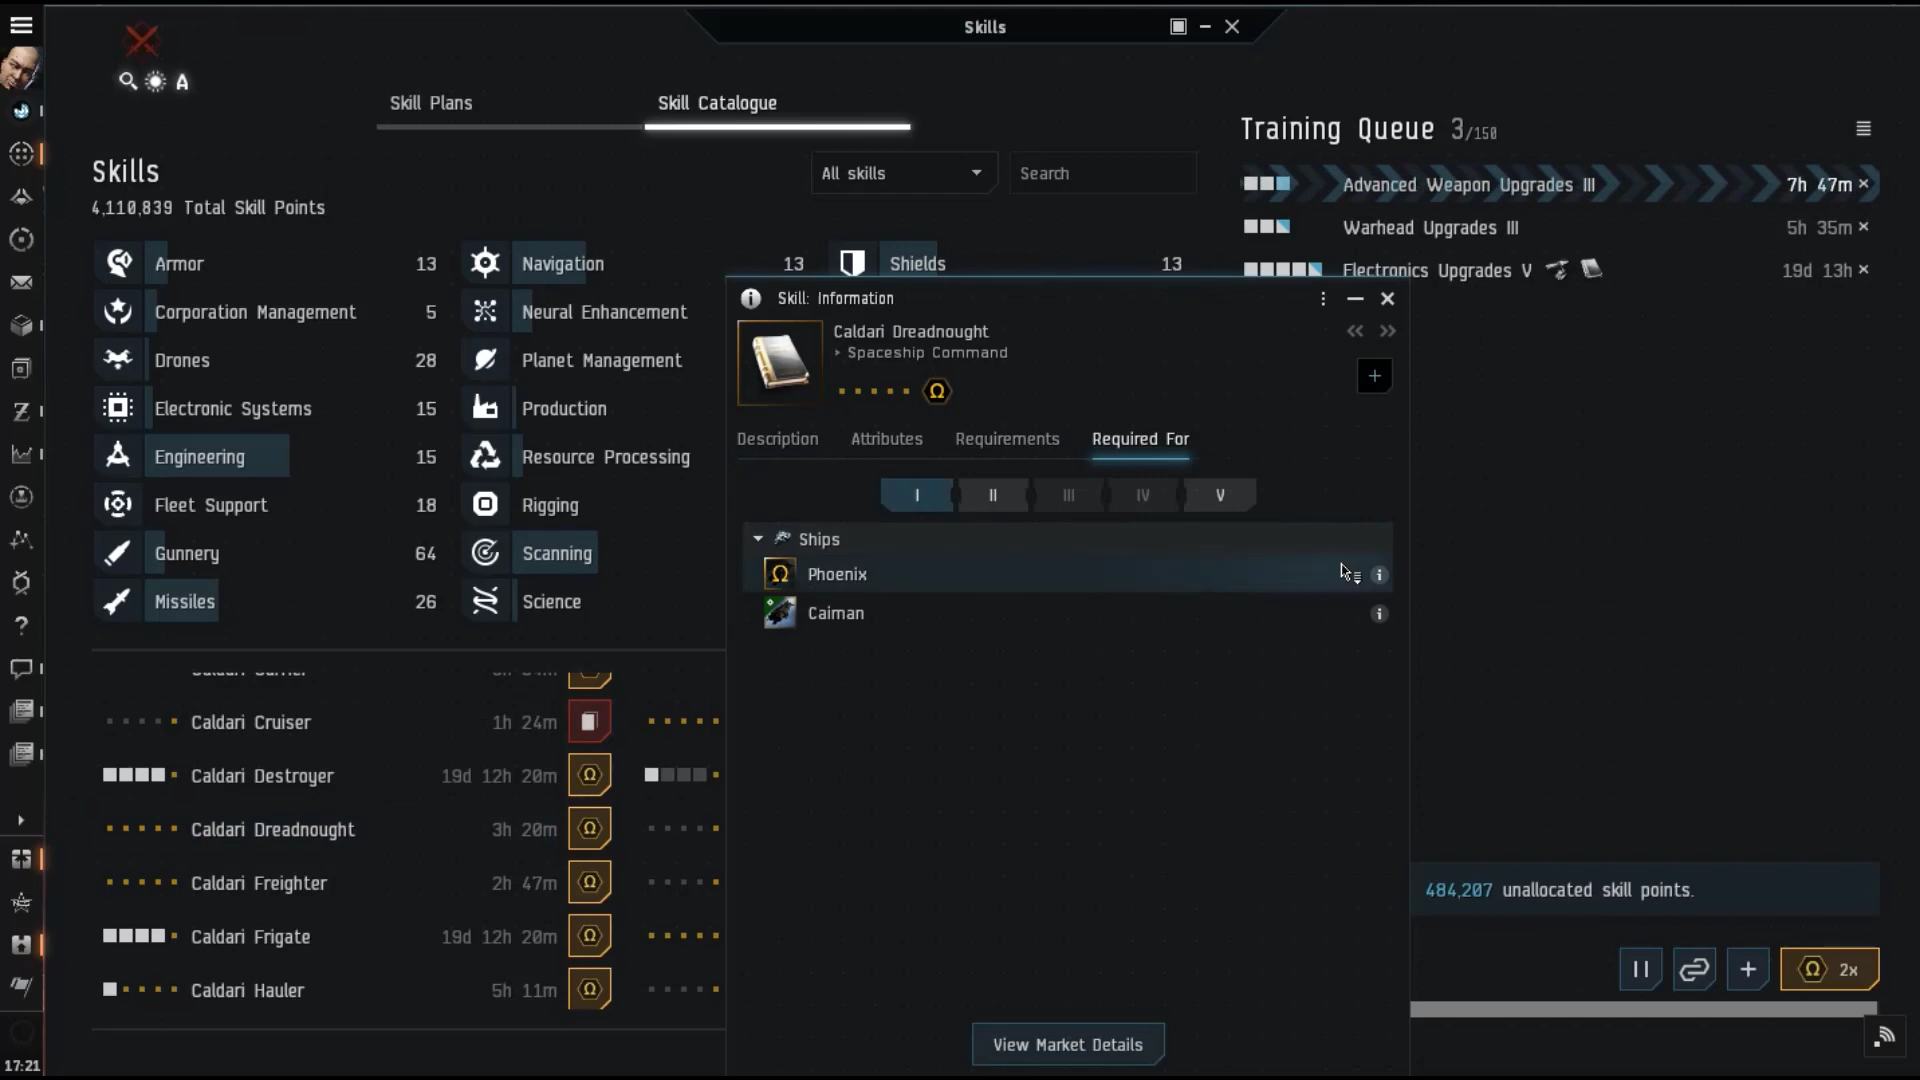 Skills
A
Skill Plans
Skill Catalogue
Training Queue 3/150
Skills
All skills
Search
4,110,839 Total Skill Points
Advanced Weapon Upgrades III 7h 47m
Warhead Upgrades III 5h 35m
Electronics Upgrades V 19d 13h
Armor 13
Navigation 13
Shields 13
Corporation Management 5
Neural Enhancement
Drones 28
Planet Management
Electronic Systems 15
Production
Engineering 15
Resource Processing
Fleet Support 18
Rigging
Gunnery 64
Scanning
Missiles 26
Science
Skill: Information
Caldari Dreadnought
Spaceship Command
Description
Attributes
Requirements
Required For
I II III IV V
Ships
Phoenix
Caiman
View Market Details
Caldari Cruiser 1h 24m
Caldari Destroyer 19d 12h 20m
Caldari Dreadnought 3h 20m
Caldari Freighter 2h 47m
Caldari Frigate 19d 12h 20m
Caldari Hauler 5h 11m
484,207 unallocated skill points.
Ω 2x
17:21